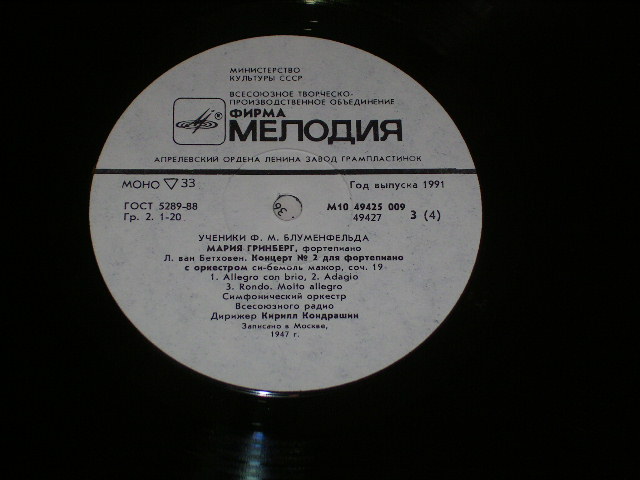 МИНИСТЕРСТВО
КУЛЬТУРЫ СССР
ВСЕСОЮЗНОЕ ТВОРЧЕСКО-
ПРОИЗВОДСТВЕННОЕ ОБЪЕДИНЕНИЕ
ФИРМА
® МЕЛОДИЯ
АПРЕЛЕВСКИЙ ОРДЕНА ЛЕНИНА ЗАВОД ГРАМПЛАСТИНОК
МОНО ▽ 33
Год выпуска 1991
ГОСТ 5289-88
Гр. 2. 1-20
М10 49425 009
49427
3 (4)
УЧЕНИКИ Ф. М. БЛУМЕНФЕЛЬДА
МАРИЯ ГРИНБЕРГ, фортепиано
Л. ван Бетховен. Концерт № 2 для фортепиано
с оркестром си-бемоль мажор, соч. 19
1. Allegro con brio, 2. Adagio
3. Rondo. Molto allegro
Симфонический оркестр
Всесоюзного радио
Дирижер Кирилл Кондрашин
Записано в Москве,
1947 г.